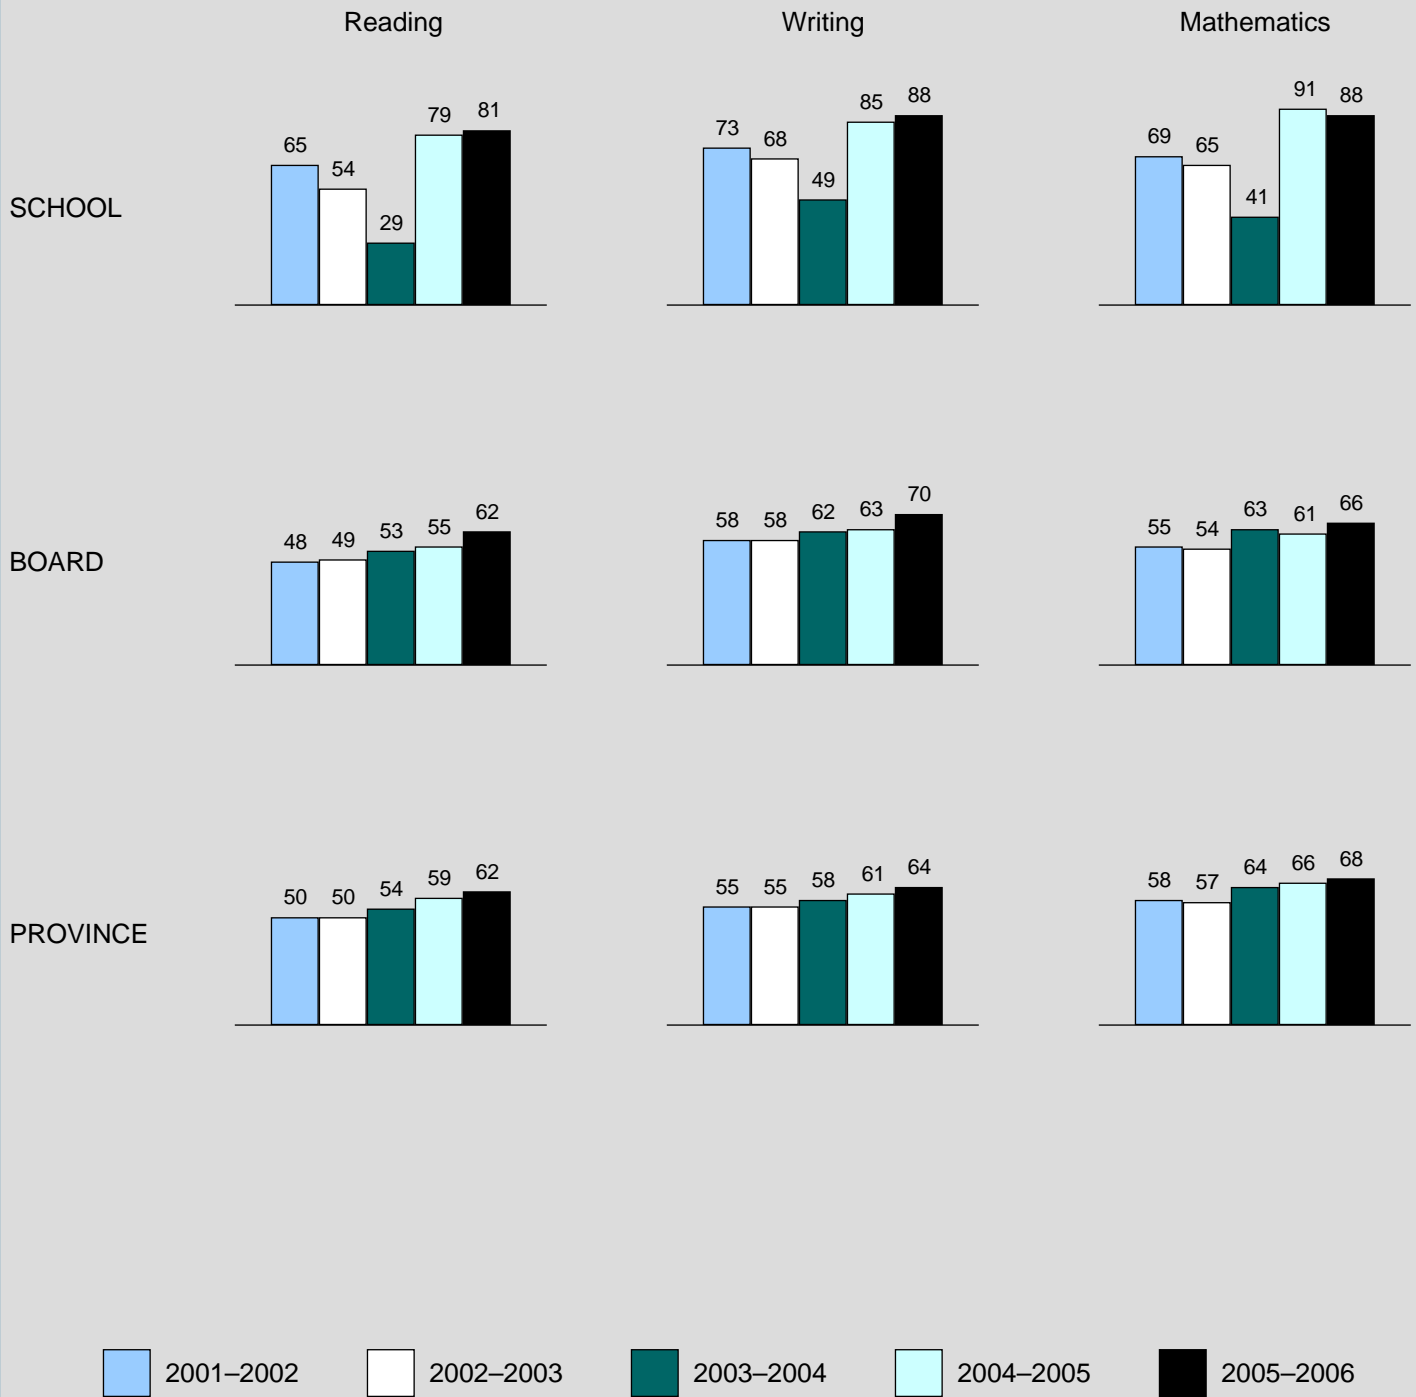 Reading Writing Mathematics
SCHOOL
65 54 29 79 81
73 68 49 85 88
69 65 41 91 88
BOARD
48 49 53 55 62
58 58 62 63 70
55 54 63 61 66
PROVINCE
50 50 54 59 62
55 55 58 61 64
58 57 64 66 68
2001–2002 2002–2003 2003–2004 2004–2005 2005–2006